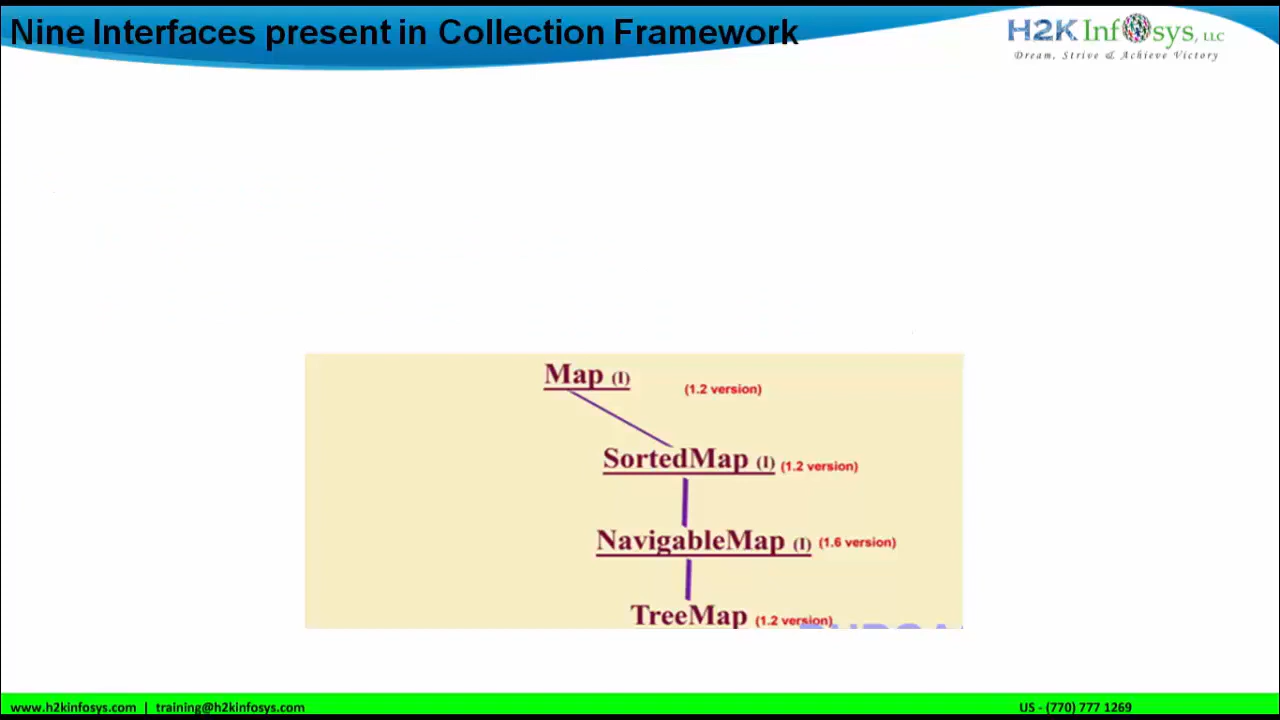 Nine Interfaces present in Collection Framework
H2K Infosys, LLC
Dream, Strive & Achieve Victory
Map (I) (1.2 version)
SortedMap (I) (1.2 version)
NavigableMap (I) (1.6 version)
TreeMap (1.2 version)
www.h2kinfosys.com | training@h2kinfosys.com
US - (770) 777 1269